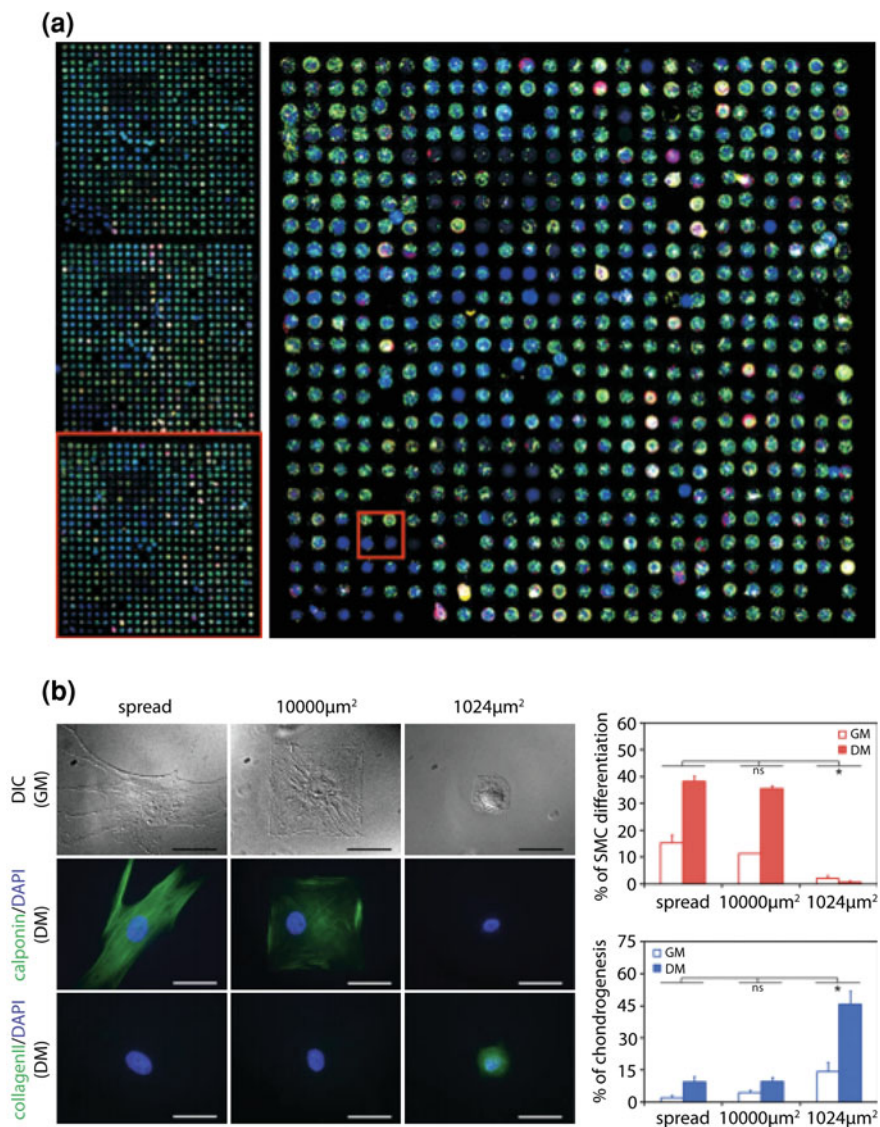 (a)
(b)
spread 10000μm² 1024μm²
DIC
(GM)
calponin/DAPI
(DM)
collagenII/DAPI
(DM)
% of SMC differentiation
60
50
40
30
20
10
0
GM
DM
ns
*
spread 10000μm² 1024μm²
% of chondrogenesis
75
60
45
30
15
0
GM
DM
ns
*
spread 10000μm² 1024μm²